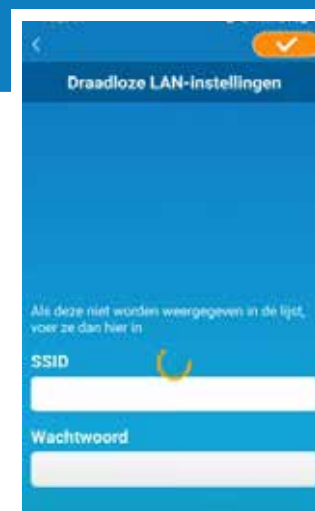 Draadloze LAN-instellingen
Als deze niet worden weergegeven in de lijst,
voer ze dan hier in
SSID
Wachtwoord